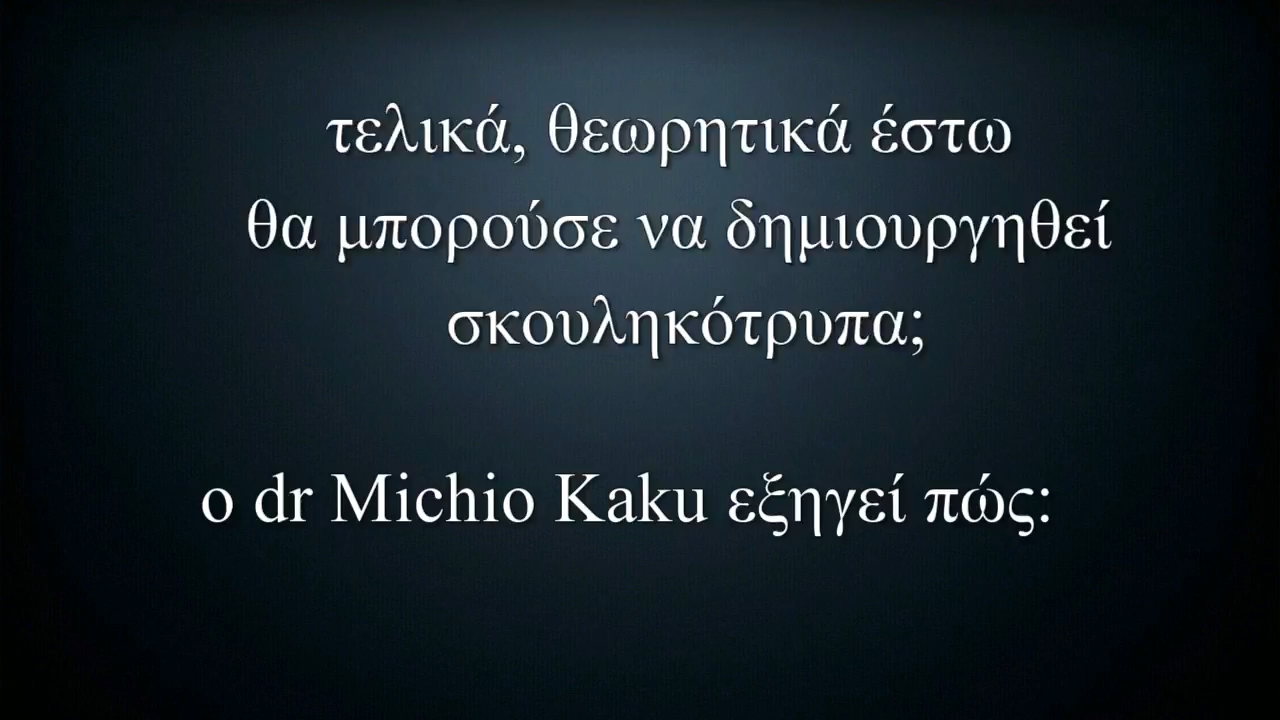 τελικά, θεωρητικά έστω
θα μπορούσε να δημιουργηθεί
σκουληκότρυπα;
ο dr Michio Kaku εξηγεί πώς: